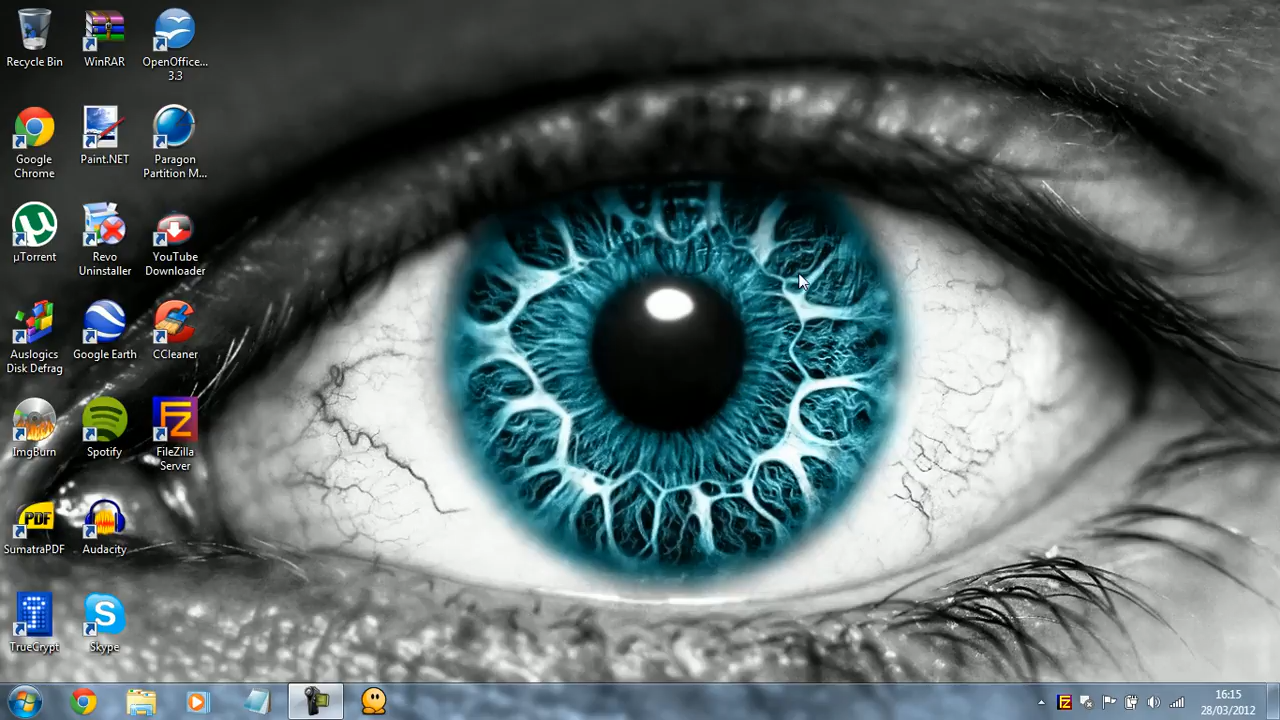 Recycle Bin
WinRAR
OpenOffice...
3.3
Google
Chrome
Paint.NET
Paragon
Partition M...
µTorrent
Revo
Uninstaller
YouTube
Downloader
Auslogics
Disk Defrag
Google Earth
CCleaner
ImgBurn
Spotify
FileZilla
Server
PDF
SumatraPDF
Audacity
TrueCrypt
Skype
16:15
28/03/2012